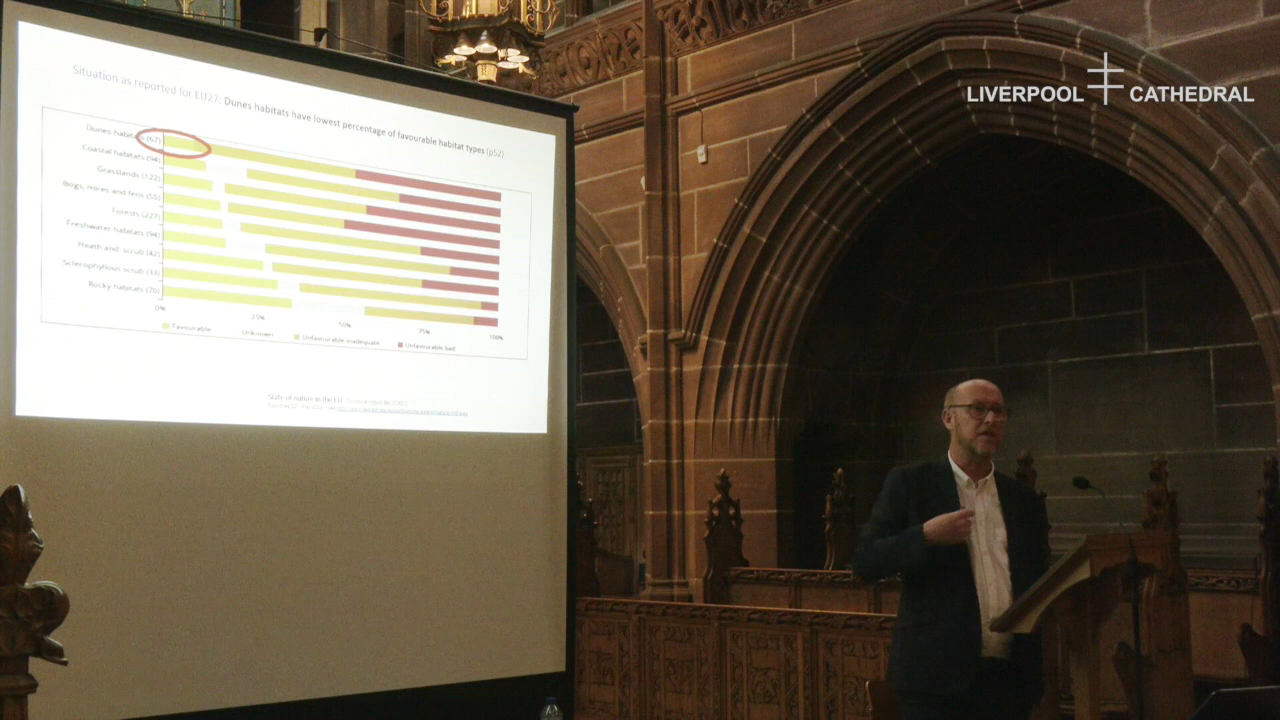 LIVERPOOL CATHEDRAL
Situation as reported for EU27: Dunes habitats have lowest percentage of favourable habitat types (p52)
Dunes habitats (62)
Coastal habitats (94)
Grasslands (122)
Bogs, mires and fens (55)
Forests (227)
Freshwater habitats (94)
Heath and scrub (42)
Sclerophyllous scrub (33)
Rocky habitats (70)
0% 25% 50% 75% 100%
Favourable Unknown Unfavourable inadequate Unfavourable bad
State of nature in the EU